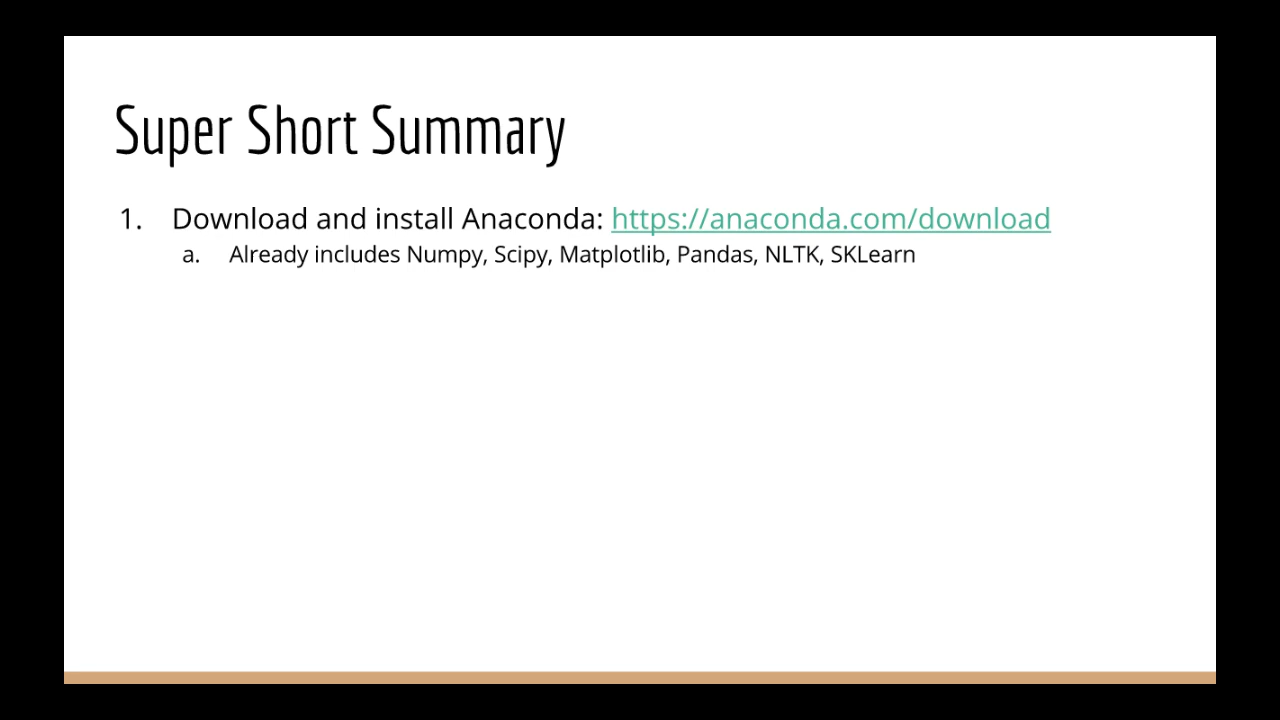 Super Short Summary
1. Download and install Anaconda: https://anaconda.com/download
a. Already includes Numpy, Scipy, Matplotlib, Pandas, NLTK, SKLearn